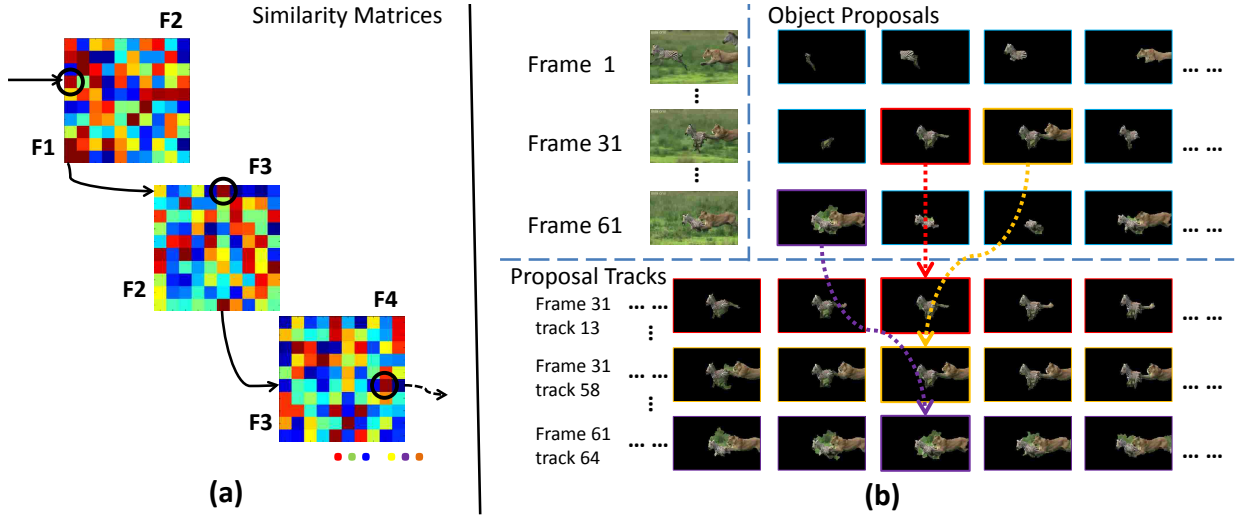 Similarity Matrices
F2
F1
F3
F2
F4
F3
(a)
Object Proposals
Frame 1
... ...
Frame 31
... ...
Frame 61
... ...
Proposal Tracks
Frame 31
track 13
... ...
... ...
Frame 31
track 58
... ...
... ...
Frame 61
track 64
... ...
... ...
(b)